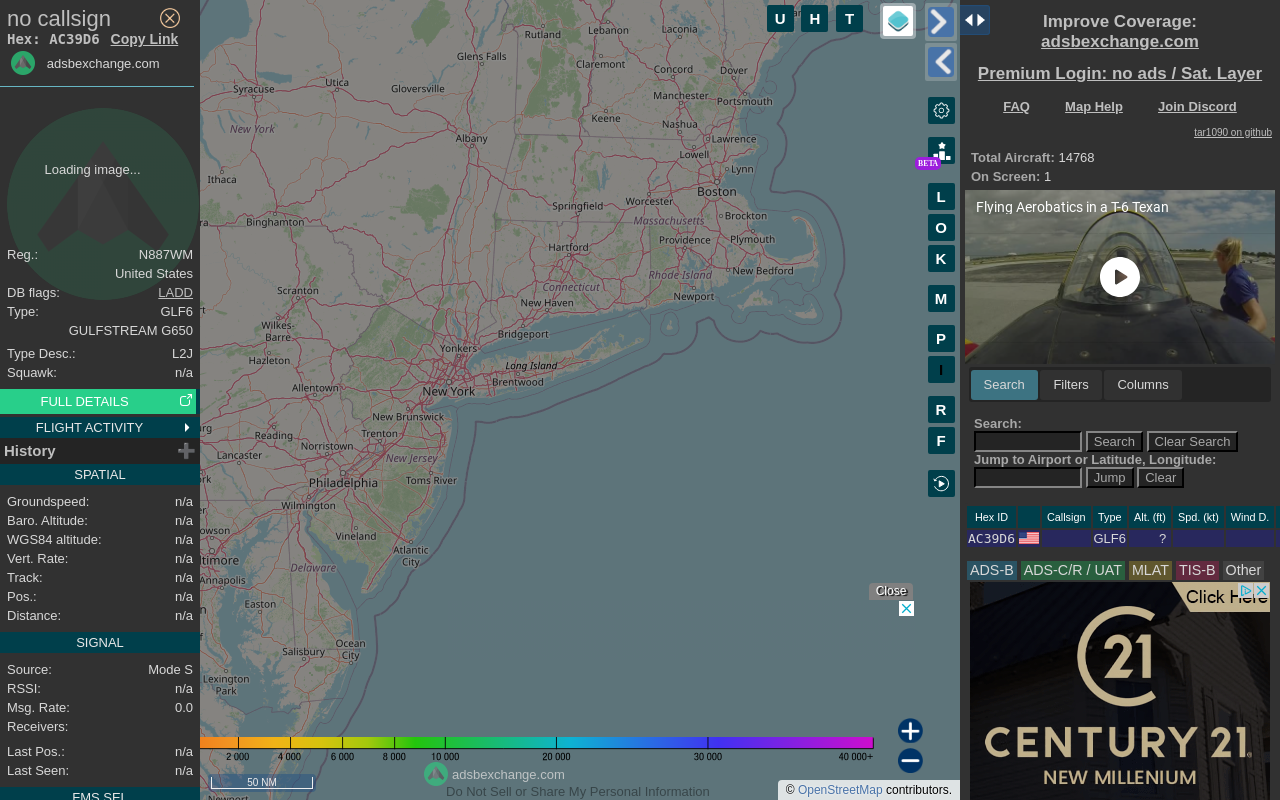 no callsign
Hex: AC39D6 Copy Link
adsbexchange.com
Loading image...
Reg.: N887WM
United States
DB flags: LADD
Type: GLF6
GULFSTREAM G650
Type Desc.: L2J
Squawk: n/a
FULL DETAILS
FLIGHT ACTIVITY
History
SPATIAL
Groundspeed: n/a
Baro. Altitude: n/a
WGS84 altitude: n/a
Vert. Rate: n/a
Track: n/a
Pos.: n/a
Distance: n/a
SIGNAL
Source: Mode S
RSSI: n/a
Msg. Rate: 0.0
Receivers:
Last Pos.: n/a
Last Seen: n/a
FMS SEL
U H T
Rutland
Lebanon
Laconia
Glens Falls
Claremont
Concord
Dover
Utica
Syracuse
Gloversville
Manchester
Portsmouth
Keene
New York
Nashua
Albany
Lawrence
Lowell
Lynn
Ithaca
Boston
Springfield
Worcester
Binghamton
Massachusetts
Brockton
Hartford
Providence
Plymouth
Rhode Island
New Bedford
Scranton
Connecticut
Newport
New Haven
Wilkes-
Barre
Bridgeport
Yonkers
Hazleton
Long Island
Brentwood
Allentown
New York
New Brunswick
Reading
Trenton
Norristown
Lancaster
New Jersey
Philadelphia
Toms River
Wilmington
Vineland
Atlantic
City
Delaware
Annapolis
Easton
Ocean
City
Salisbury
Lexington
Park
BETA
L
O
K
M
P
I
R
F
Close
2 000 4 000 6 000 8 000 10 000 20 000 30 000 40 000+
50 NM
adsbexchange.com
Do Not Sell or Share My Personal Information
© OpenStreetMap contributors.
Improve Coverage:
adsbexchange.com
Premium Login: no ads / Sat. Layer
FAQ Map Help Join Discord
tar1090 on github
Total Aircraft: 14768
On Screen: 1
Flying Aerobatics in a T-6 Texan
Search Filters Columns
Search:
Search Clear Search
Jump to Airport or Latitude, Longitude:
Jump Clear
Hex ID Callsign Type Alt. (ft) Spd. (kt) Wind D.
AC39D6 GLF6 ?
ADS-B ADS-C/R / UAT MLAT TIS-B Other
Click Here
C21
CENTURY 21
NEW MILLENIUM